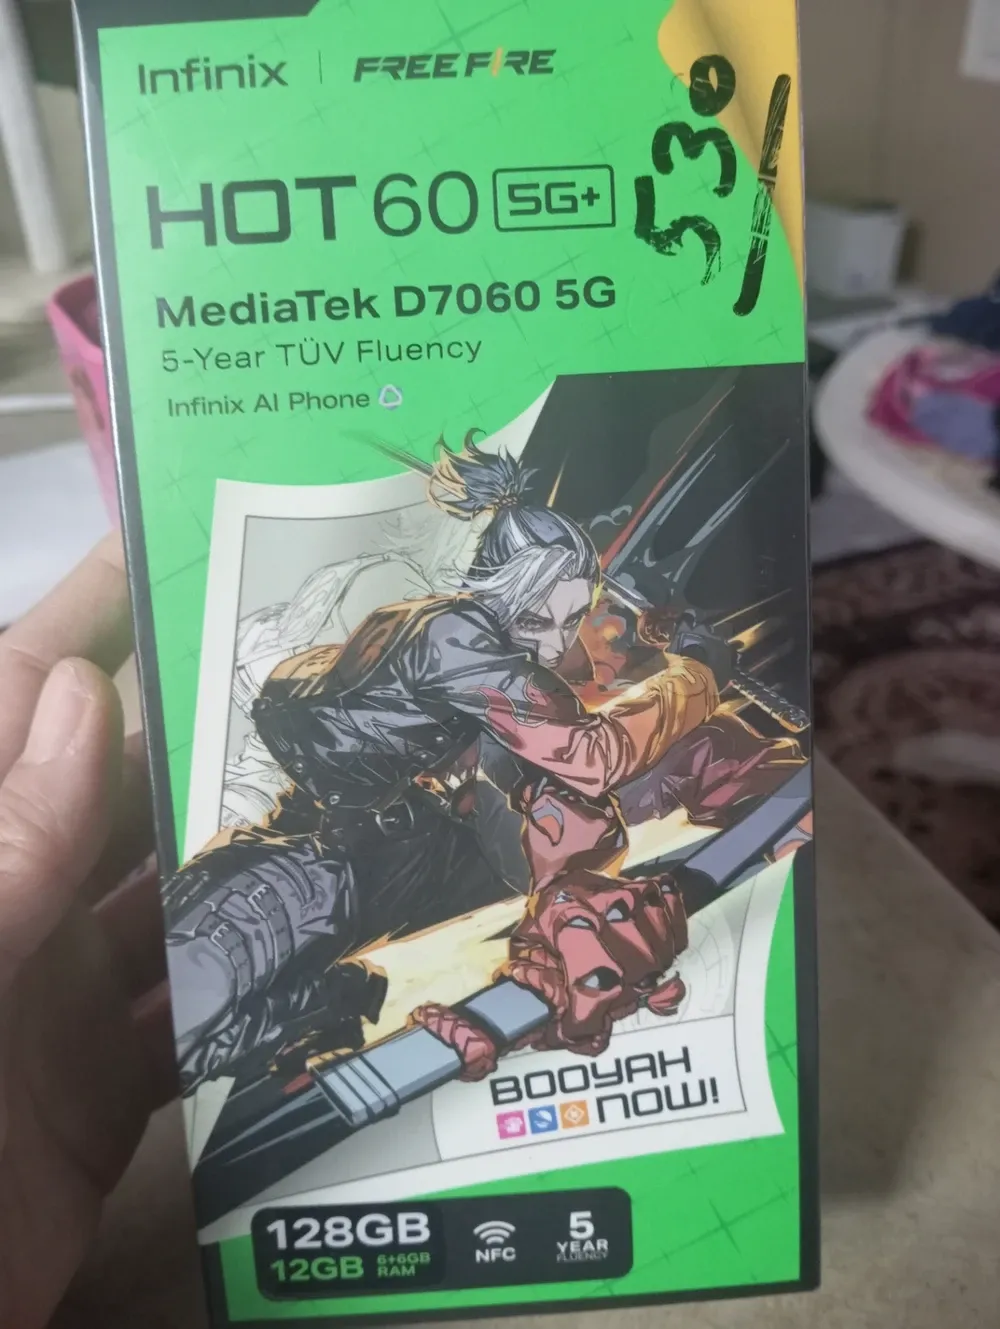 Infinix | FREE FIRE
530/
HOT 60 5G+
MediaTek D7060 5G
5-Year TÜV Fluency
Infinix AI Phone
BOOYAH
NOW!
128GB
12GB 6+6GB RAM
NFC
5
YEAR
FLUENCY